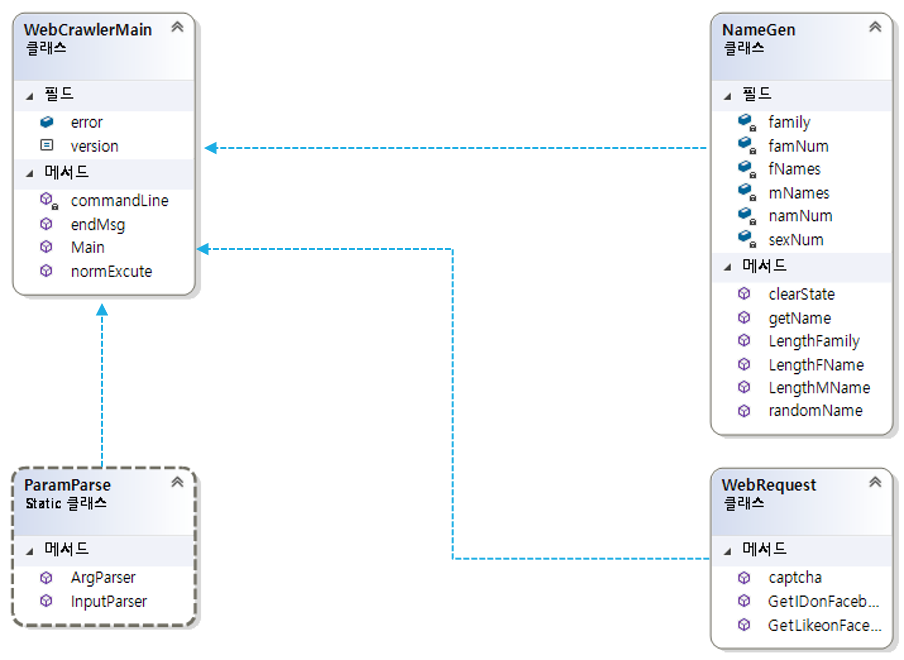 WebCrawlerMain
클래스
필드
error
version
메서드
commandLine
endMsg
Main
normExcute
NameGen
클래스
필드
family
famNum
fNames
mNames
namNum
sexNum
메서드
clearState
getName
LengthFamily
LengthFName
LengthMName
randomName
ParamParse
Static 클래스
메서드
ArgParser
InputParser
WebRequest
클래스
메서드
captcha
GetIDonFaceb...
GetLikeonFace...